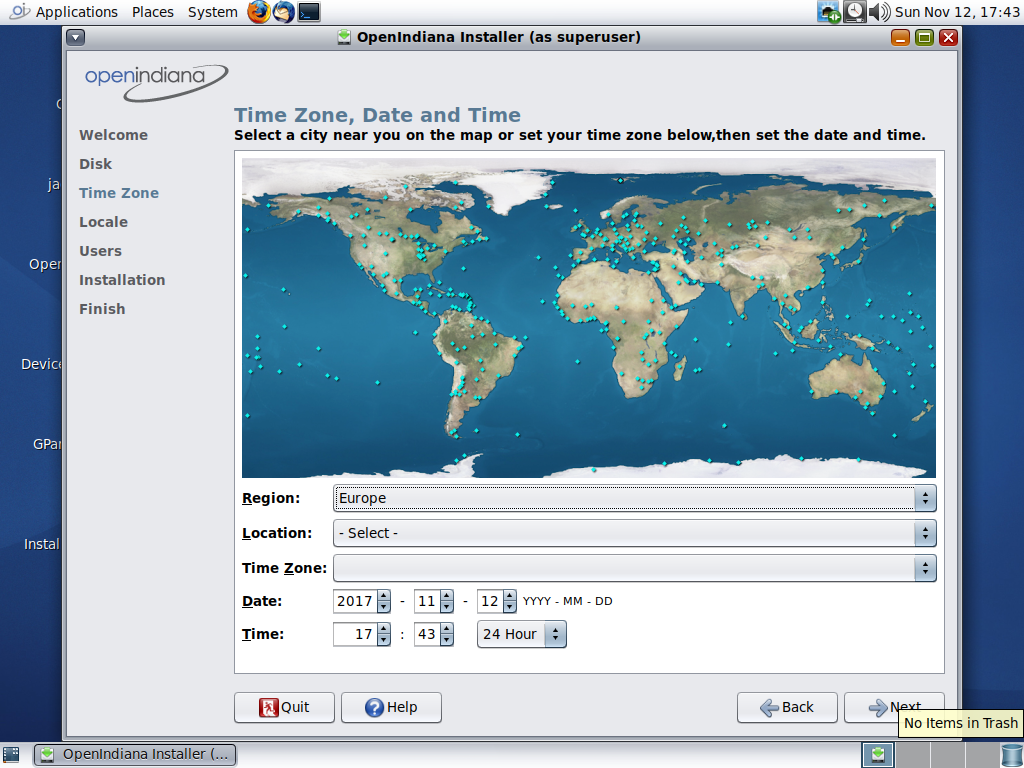 Applications Places System Sun Nov 12, 17:43
OpenIndiana Installer (as superuser)
openindiana
Time Zone, Date and Time
Select a city near you on the map or set your time zone below,then set the date and time.
Welcome
Disk
Time Zone
Locale
Users
Installation
Finish
ja
Oper
Device
GPar
Instal
Region: Europe
Location: - Select -
Time Zone:
Date: 2017 - 11 - 12 YYYY - MM - DD
Time: 17 : 43 24 Hour
Quit Help Back Next
No Items in Trash
OpenIndiana Installer (...